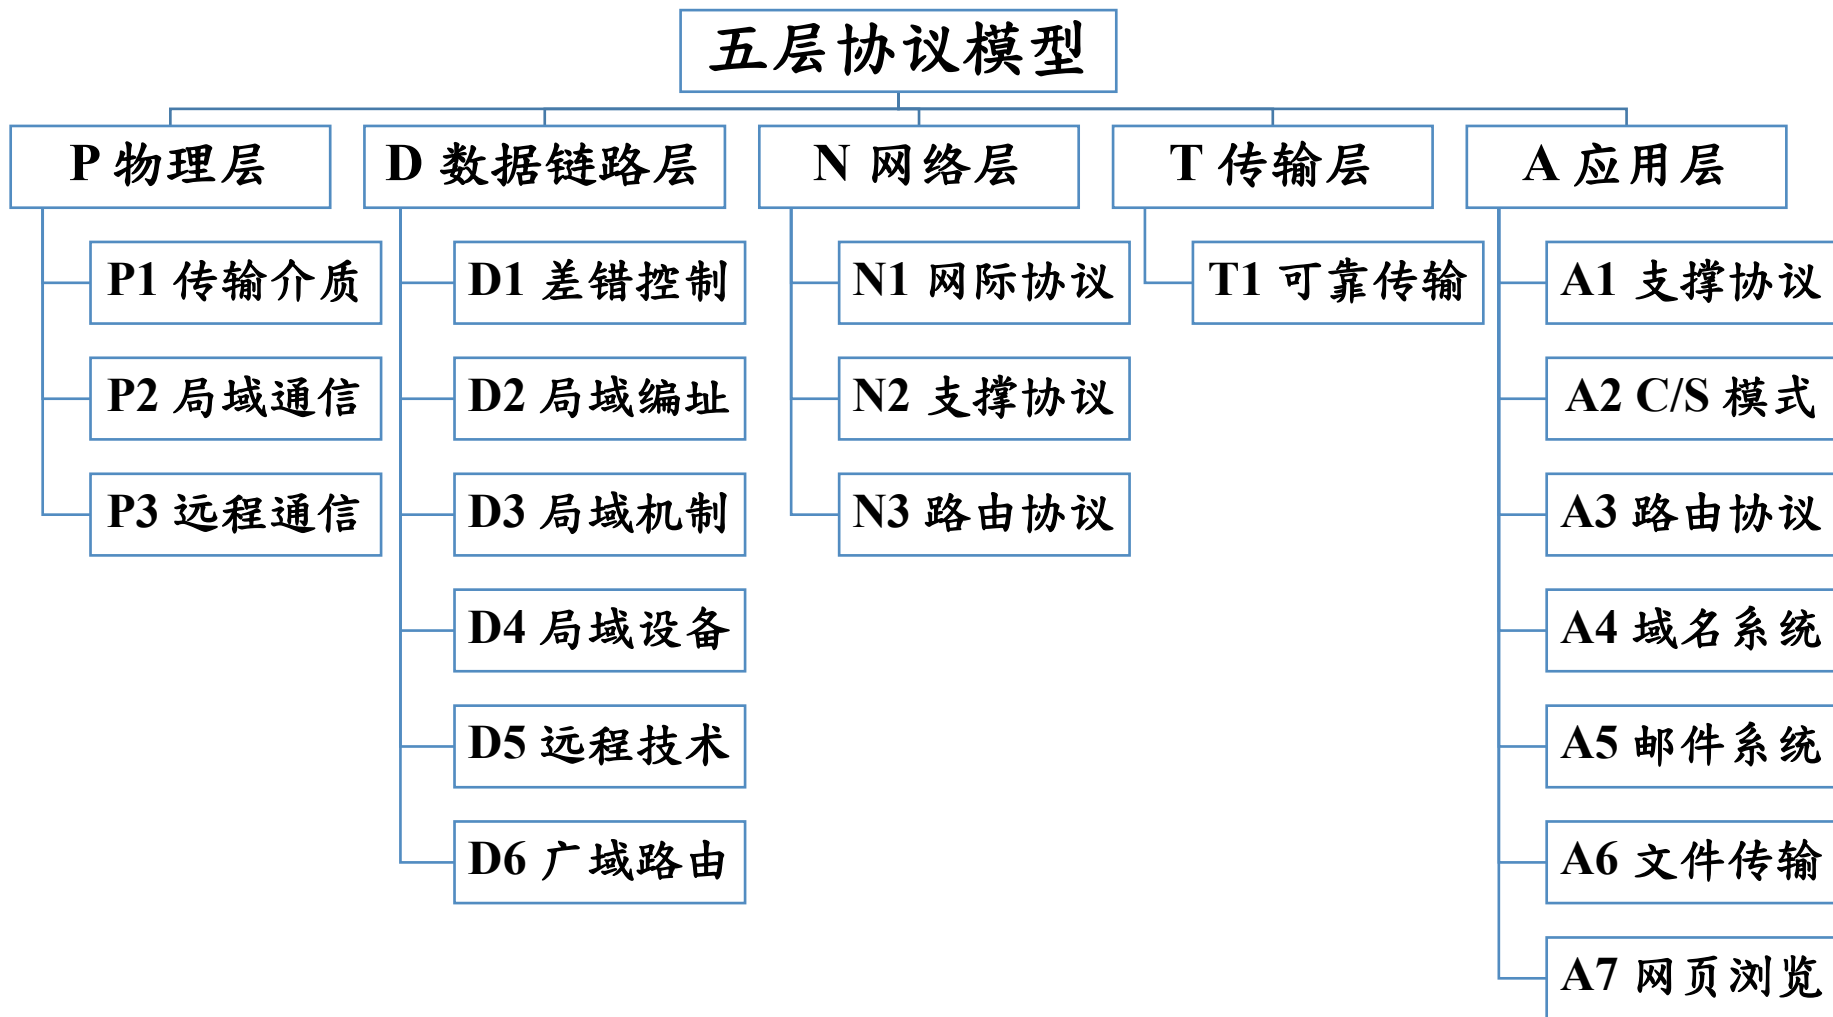 五层协议模型
P 物理层
D 数据链路层
N 网络层
T 传输层
A 应用层
P1 传输介质
P2 局域通信
P3 远程通信
D1 差错控制
D2 局域编址
D3 局域机制
D4 局域设备
D5 远程技术
D6 广域路由
N1 网际协议
N2 支撑协议
N3 路由协议
T1 可靠传输
A1 支撑协议
A2 C/S 模式
A3 路由协议
A4 域名系统
A5 邮件系统
A6 文件传输
A7 网页浏览